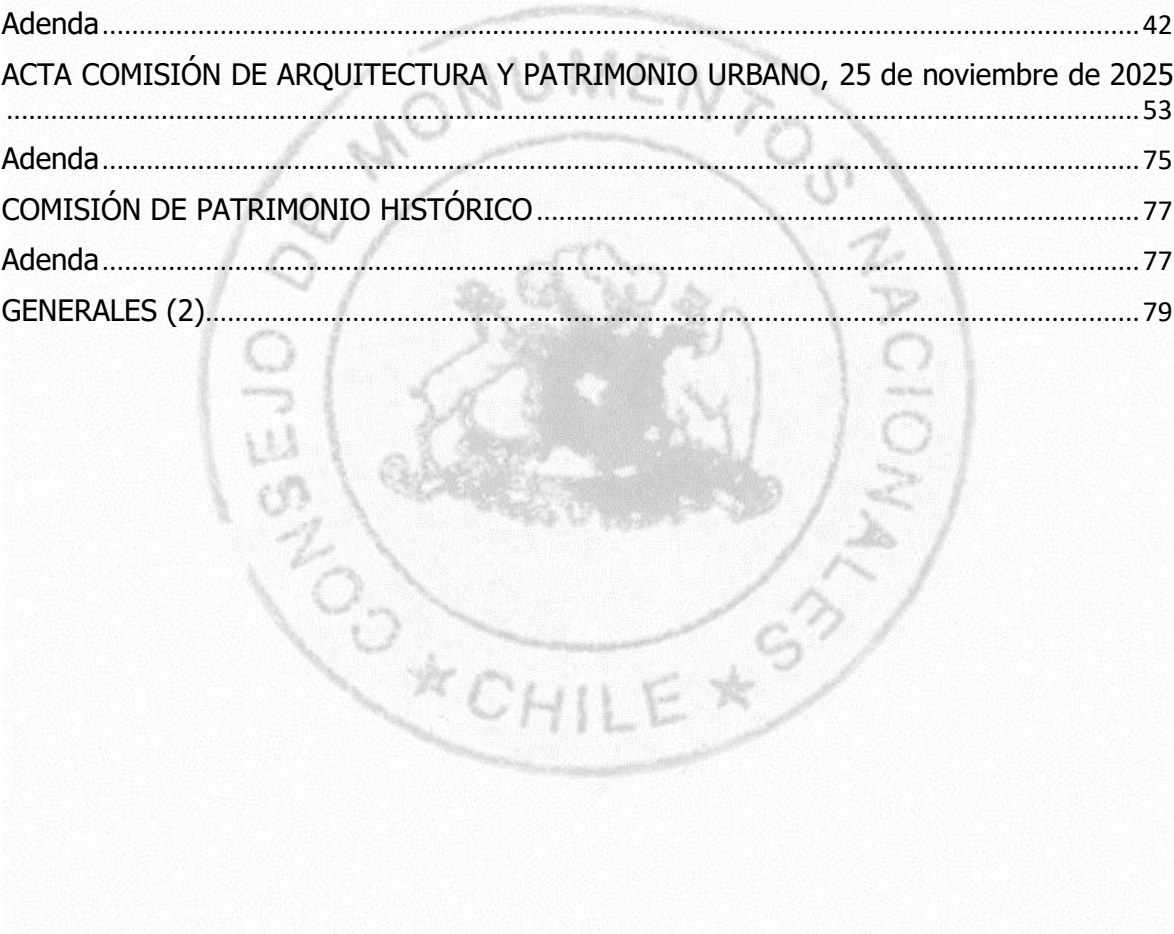 Adenda........ 42
ACTA COMISIÓN DE ARQUITECTURA Y PATRIMONIO URBANO, 25 de noviembre de 2025
........ 53
Adenda........ 75
COMISIÓN DE PATRIMONIO HISTÓRICO........ 77
Adenda........ 77
GENERALES (2)........ 79
CONSEJO DE MONUMENTOS NACIONALES
★ CHILE ★